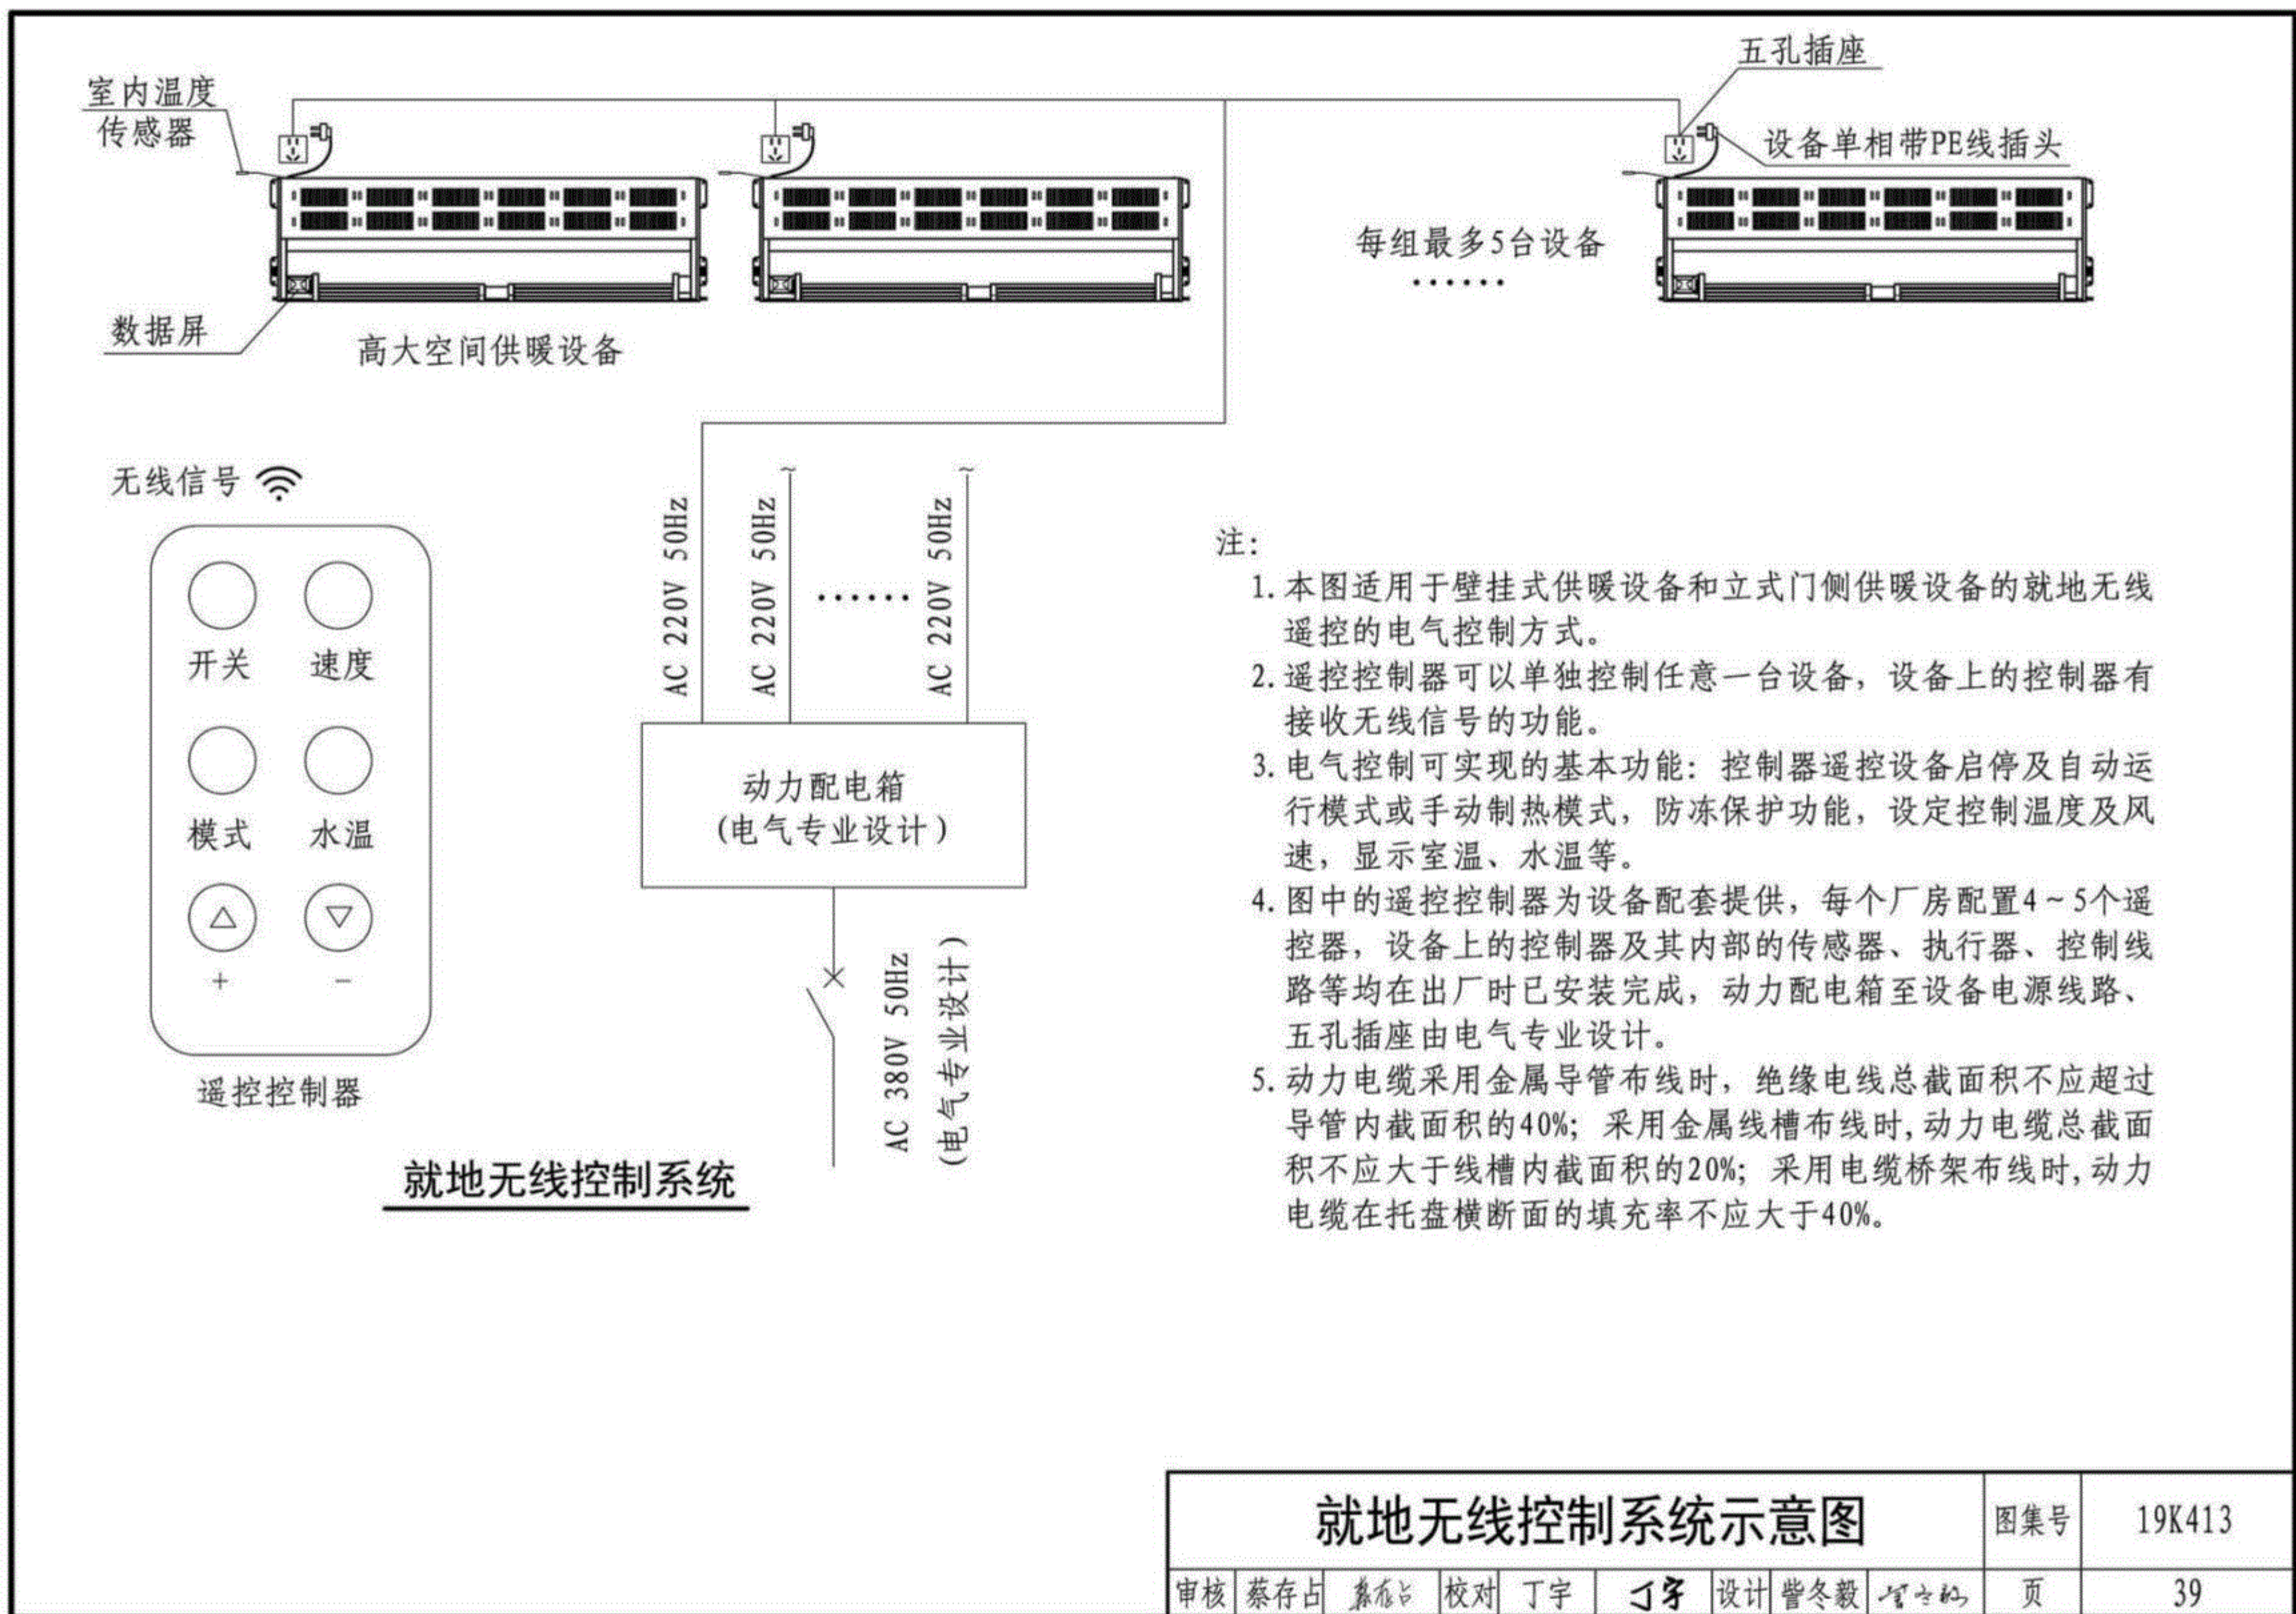 五孔插座
室内温度
传感器
设备单相带PE线插头
每组最多5台设备
······
数据屏
高大空间供暖设备
无线信号
开关 速度
模式 水温
+ −
遥控控制器
AC 220V 50Hz
AC 220V 50Hz
······
AC 220V 50Hz
动力配电箱
(电气专业设计)
AC 380V 50Hz
(电气专业设计)
就地无线控制系统
注:
1.本图适用于壁挂式供暖设备和立式门侧供暖设备的就地无线
遥控的电气控制方式。
2.遥控控制器可以单独控制任意一台设备，设备上的控制器有
接收无线信号的功能。
3.电气控制可实现的基本功能：控制器遥控设备启停及自动运
行模式或手动制热模式，防冻保护功能，设定控制温度及风
速，显示室温、水温等。
4.图中的遥控控制器为设备配套提供，每个厂房配置4～5个遥
控器，设备上的控制器及其内部的传感器、执行器、控制线
路等均在出厂时已安装完成，动力配电箱至设备电源线路、
五孔插座由电气专业设计。
5.动力电缆采用金属导管布线时，绝缘电线总截面积不应超过
导管内截面积的40%；采用金属线槽布线时,动力电缆总截面
积不应大于线槽内截面积的20%；采用电缆桥架布线时,动力
电缆在托盘横断面的填充率不应大于40%。
就地无线控制系统示意图 图集号 19K413
审核 蔡存占 蔡存占 校对 丁宇 丁宇 设计 訾冬毅 页 39